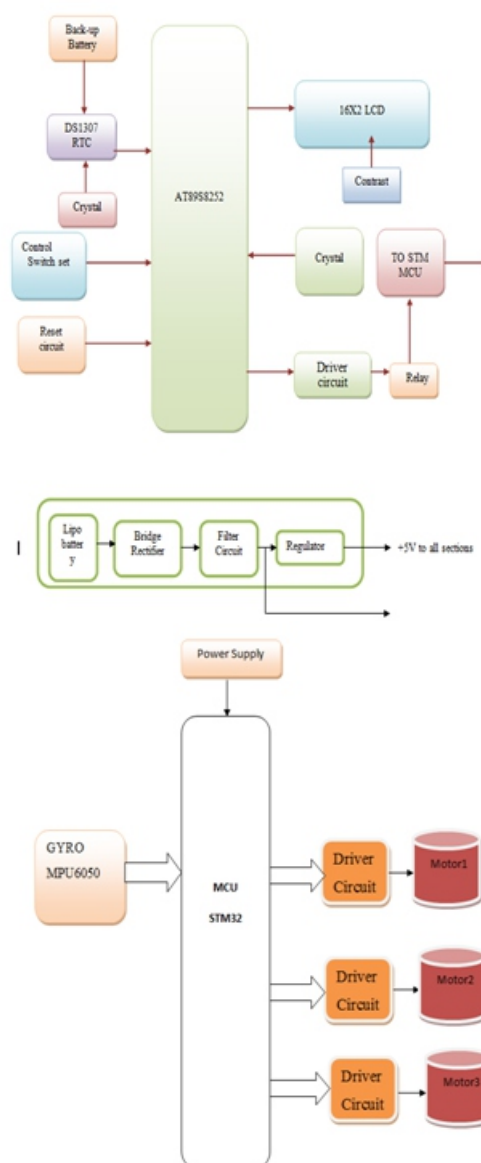 Back-up
Battery
DS1307
RTC
Crystal
AT89S8252
16X2 LCD
Contrast
Control
Switch set
Crystal
TO STM
MCU
Reset
circuit
Driver
circuit
Relay
Lipo
batter
y
Bridge
Rectifier
Filter
Circuit
Regulator
+5V to all sections
Power Supply
GYRO
MPU6050
MCU
STM32
Driver
Circuit
Motor1
Driver
Circuit
Motor2
Driver
Circuit
Motor3